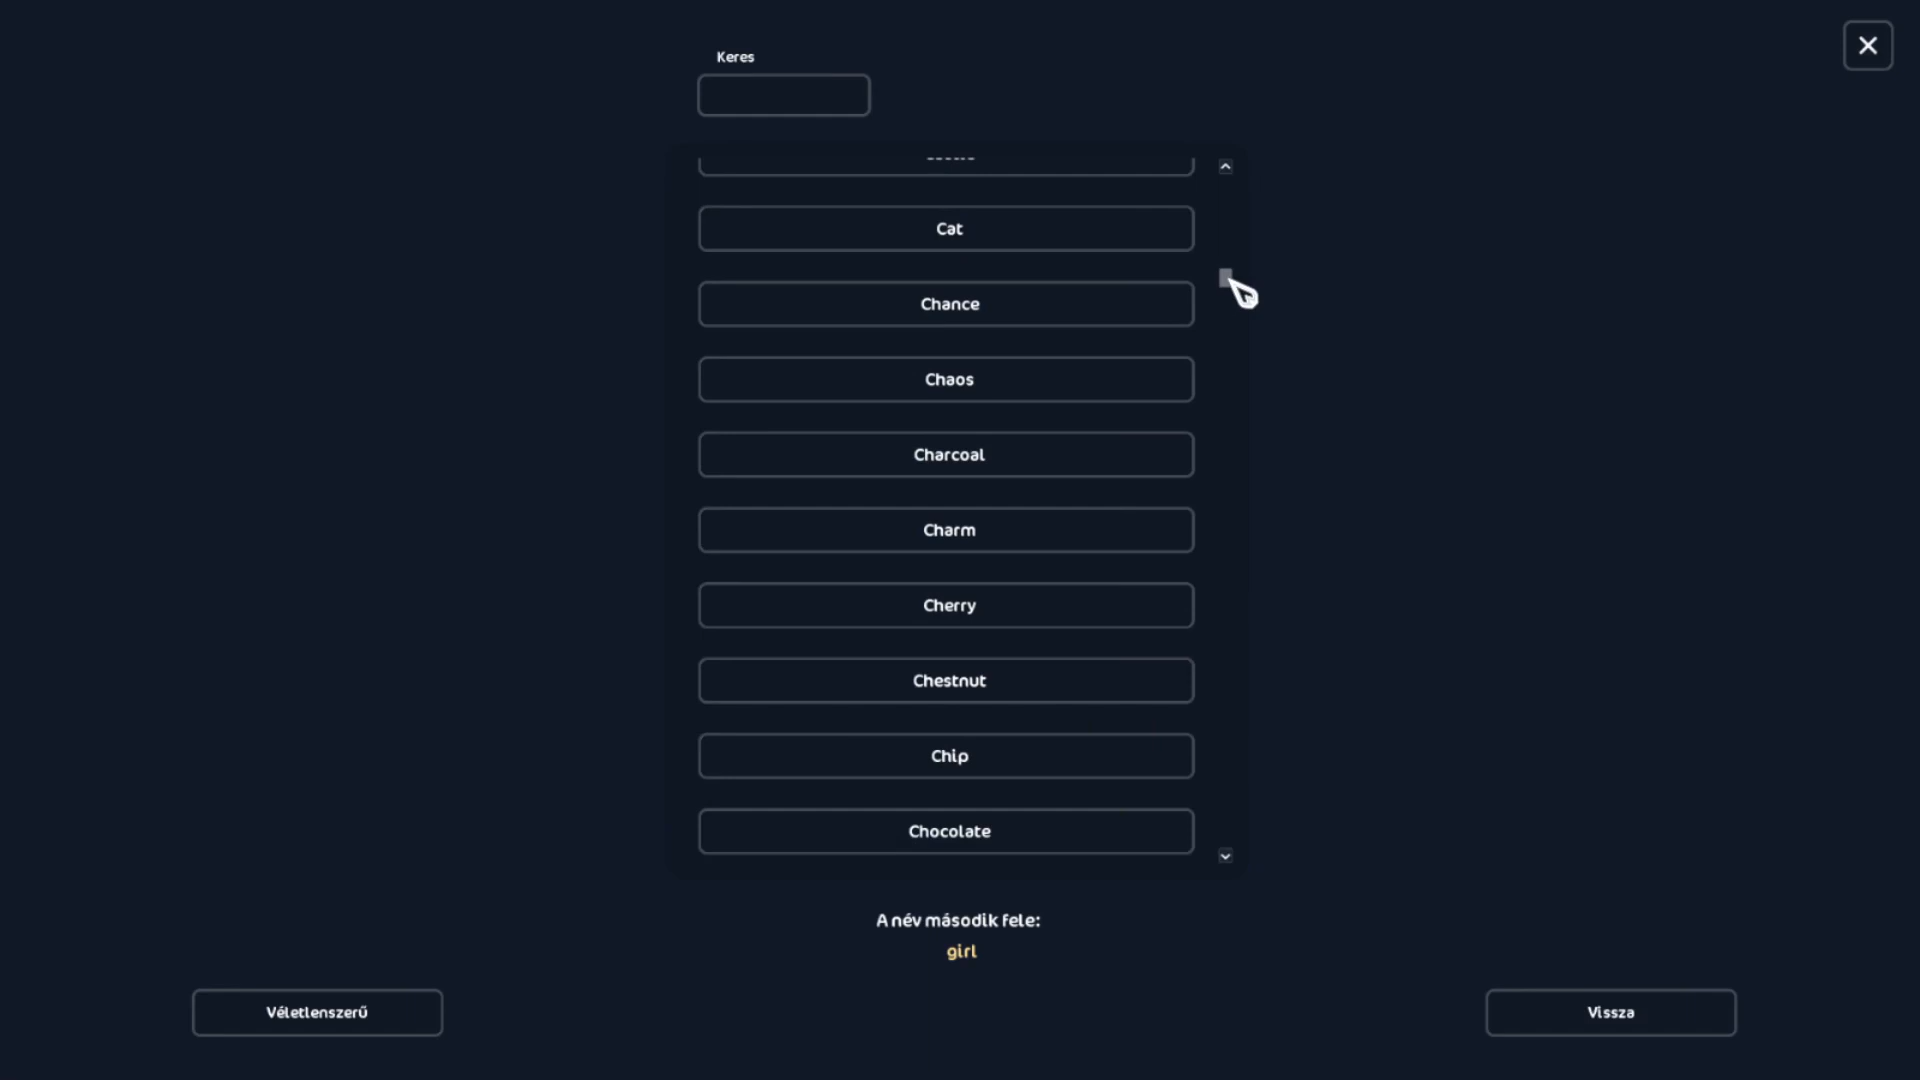 Keres
Cat
Chance
Chaos
Charcoal
Charm
Cherry
Chestnut
Chip
Chocolate
A név második fele:
girl
Véletlenszerű
Vissza